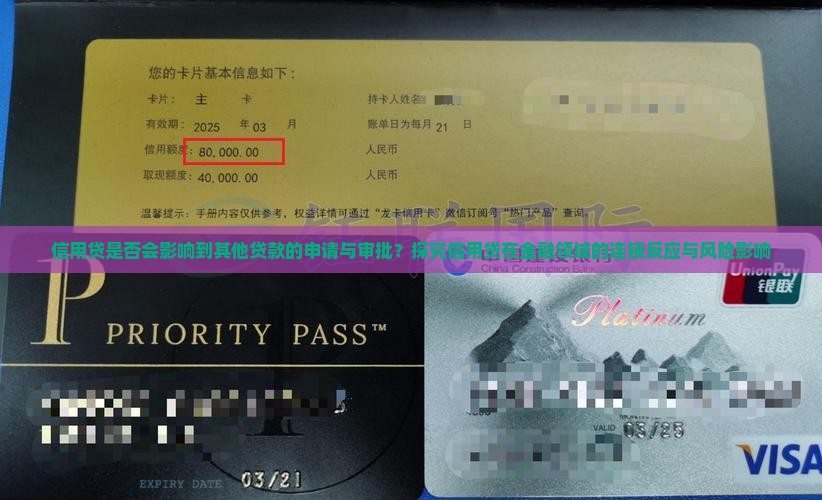 您的卡片基本信息如下：
卡片： 主 卡
持卡人姓名
有效期： 2025 年 03 月
账单日为每月 21 日
信用额度： 80,000.00 人民币
取现额度： 40,000.00 人民币
温馨提示：手册内容仅供参考，权益详情可通过“龙卡信用卡”微信订阅号“热门产品”查询。
信用贷是否会影响到其他贷款的申请与审批？探究信用贷在金融领域的连锁反应与风险影响
China Construction Bank
UnionPay
银联
PRIORITY PASS™
Platinum
VALID 03/25
EXPIRY DATE 03/21
VISA